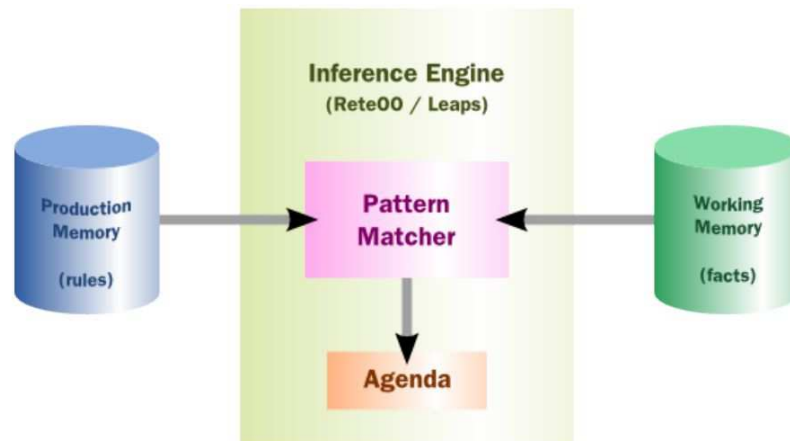 Inference Engine
(ReteOO / Leaps)
Production
Memory
(rules)
Pattern
Matcher
Working
Memory
(facts)
Agenda